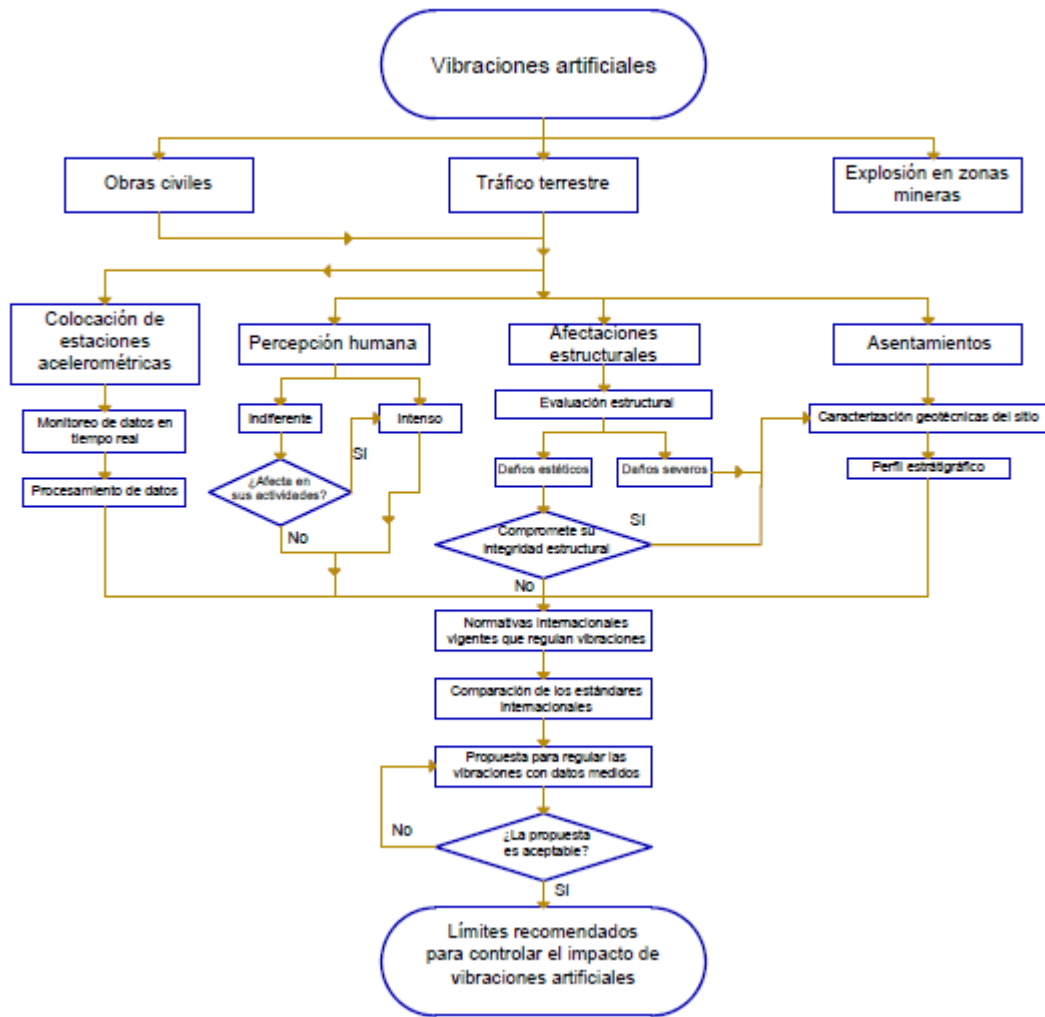 Vibraciones artificiales
Obras civiles
Tráfico terrestre
Explosión en zonas
mineras
Colocación de
estaciones
acelerométricas
Percepción humana
Afectaciones
estructurales
Asentamientos
Monitoreo de datos en
tiempo real
Indiferente
Intenso
Evaluación estructural
Caracterización geotécnicas del sitio
Procesamiento de datos
¿Afecta en
sus actividades?
SI
No
Daños estéticos
Daños severos
Perfil estratigráfico
Compromete su
integridad estructural
SI
No
Normativas internacionales
vigentes que regulan vibraciones
Comparación de los estándares
internacionales
Propuesta para regular las
vibraciones con datos medidos
No
¿La propuesta
es aceptable?
SI
Límites recomendados
para controlar el impacto de
vibraciones artificiales